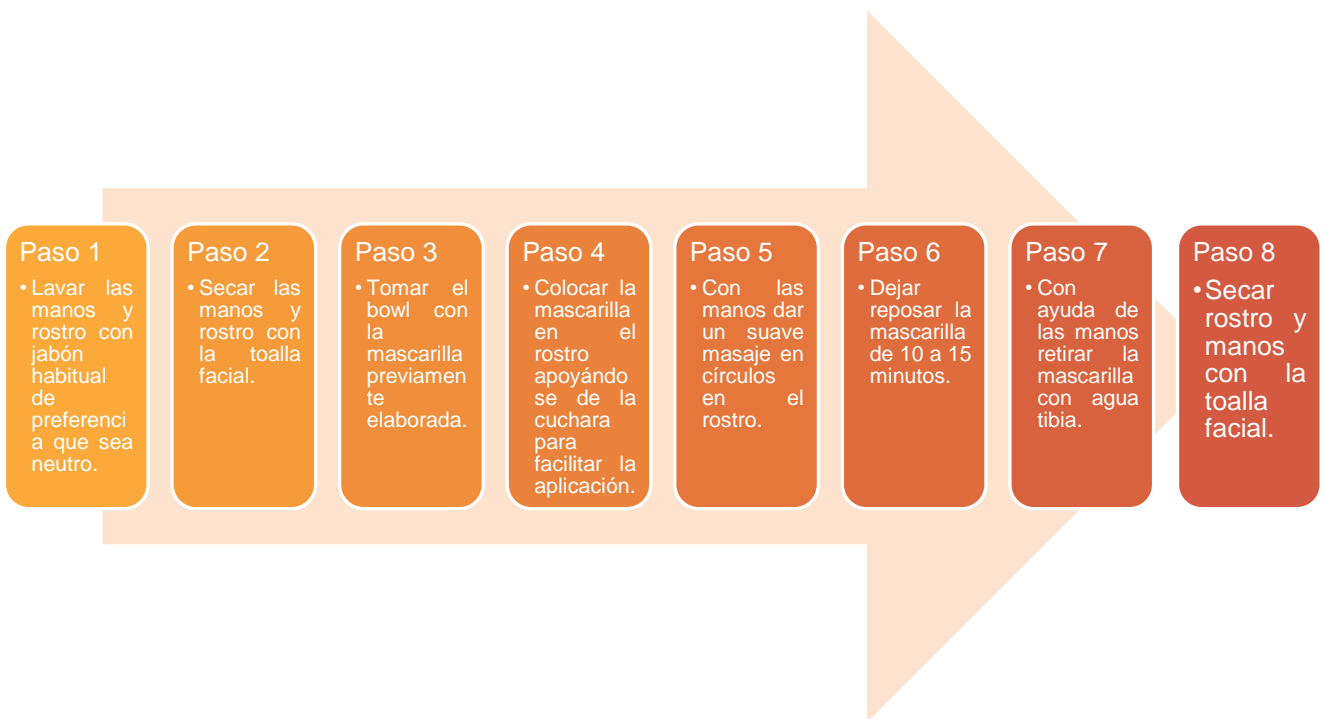 Paso 1
• Lavar las
manos y
rostro con
jabón
habitual
de
preferenci
a que sea
neutro.
Paso 2
• Secar las
manos y
rostro con
la toalla
facial.
Paso 3
• Tomar el
bowl con
la
mascarilla
previamen
te
elaborada.
Paso 4
• Colocar la
mascarilla
en el
rostro
apoyándo
se de la
cuchara
para
facilitar la
aplicación.
Paso 5
• Con las
manos dar
un suave
masaje en
círculos
en el
rostro.
Paso 6
• Dejar
reposar la
mascarilla
de 10 a 15
minutos.
Paso 7
• Con
ayuda de
las manos
retirar la
mascarilla
con agua
tibia.
Paso 8
• Secar
rostro y
manos
con la
toalla
facial.